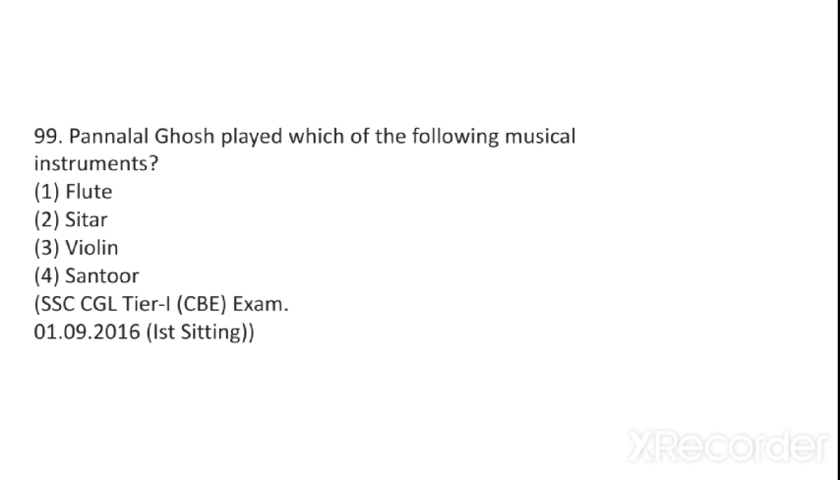 99. Pannalal Ghosh played which of the following musical
instruments?
(1) Flute
(2) Sitar
(3) Violin
(4) Santoor
(SSC CGL Tier-I (CBE) Exam.
01.09.2016 (Ist Sitting))
XRecorder